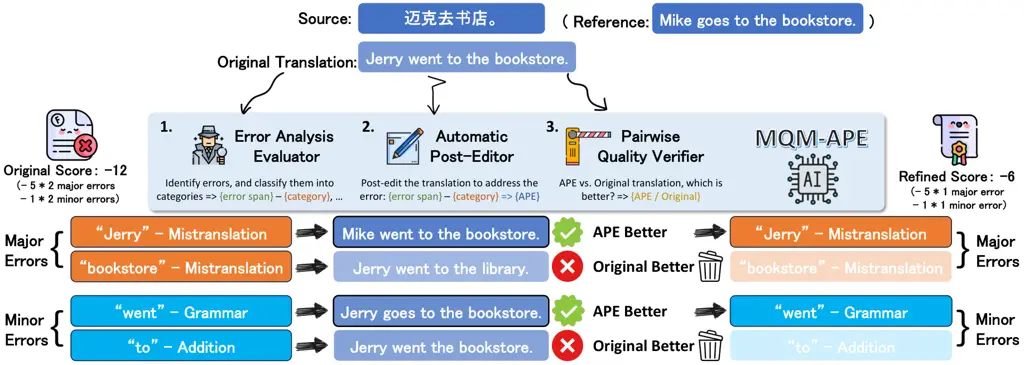 Source: 迈克去书店。 ( Reference: Mike goes to the bookstore. )
Original Translation: Jerry went to the bookstore.
1. Error Analysis Evaluator
Identify errors, and classify them into
categories => {error span} – {category}, …
2. Automatic Post-Editor
Post-edit the translation to address the
error: {error span} – {category} => {APE}
3. Pairwise Quality Verifier
APE vs. Original translation, which is
better? => {APE / Original}
MQM-APE
AI
Original Score: -12
(- 5 * 2 major errors
- 1 * 2 minor errors)
Refined Score: -6
(- 5 * 1 major error
- 1 * 1 minor error)
Major Errors
"Jerry" – Mistranslation Mike went to the bookstore. APE Better "Jerry" – Mistranslation
"bookstore" – Mistranslation Jerry went to the library. Original Better "bookstore" – Mistranslation
Major Errors
Minor Errors
"went" – Grammar Jerry goes to the bookstore. APE Better "went" – Grammar
"to" – Addition Jerry went the bookstore. Original Better "to" – Addition
Minor Errors